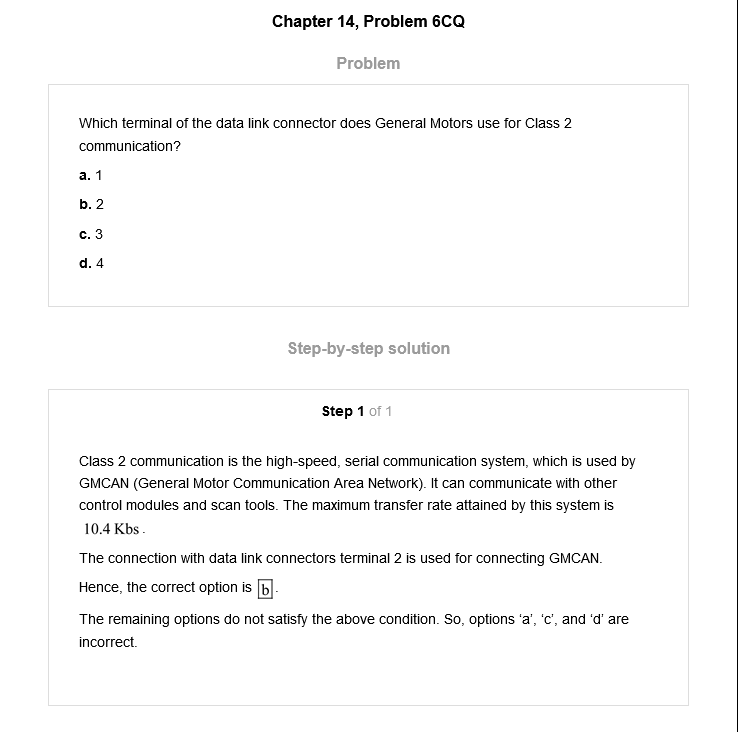 Chapter 14, Problem 6CQ
Problem
Which terminal of the data link connector does General Motors use for Class 2
communication?
a. 1
b. 2
c. 3
d. 4
Step-by-step solution
Step 1 of 1
Class 2 communication is the high-speed, serial communication system, which is used by
GMCAN (General Motor Communication Area Network). It can communicate with other
control modules and scan tools. The maximum transfer rate attained by this system is
10.4 Kbs.
The connection with data link connectors terminal 2 is used for connecting GMCAN.
Hence, the correct option is b.
The remaining options do not satisfy the above condition. So, options ‘a’, ‘c’, and ‘d’ are
incorrect.